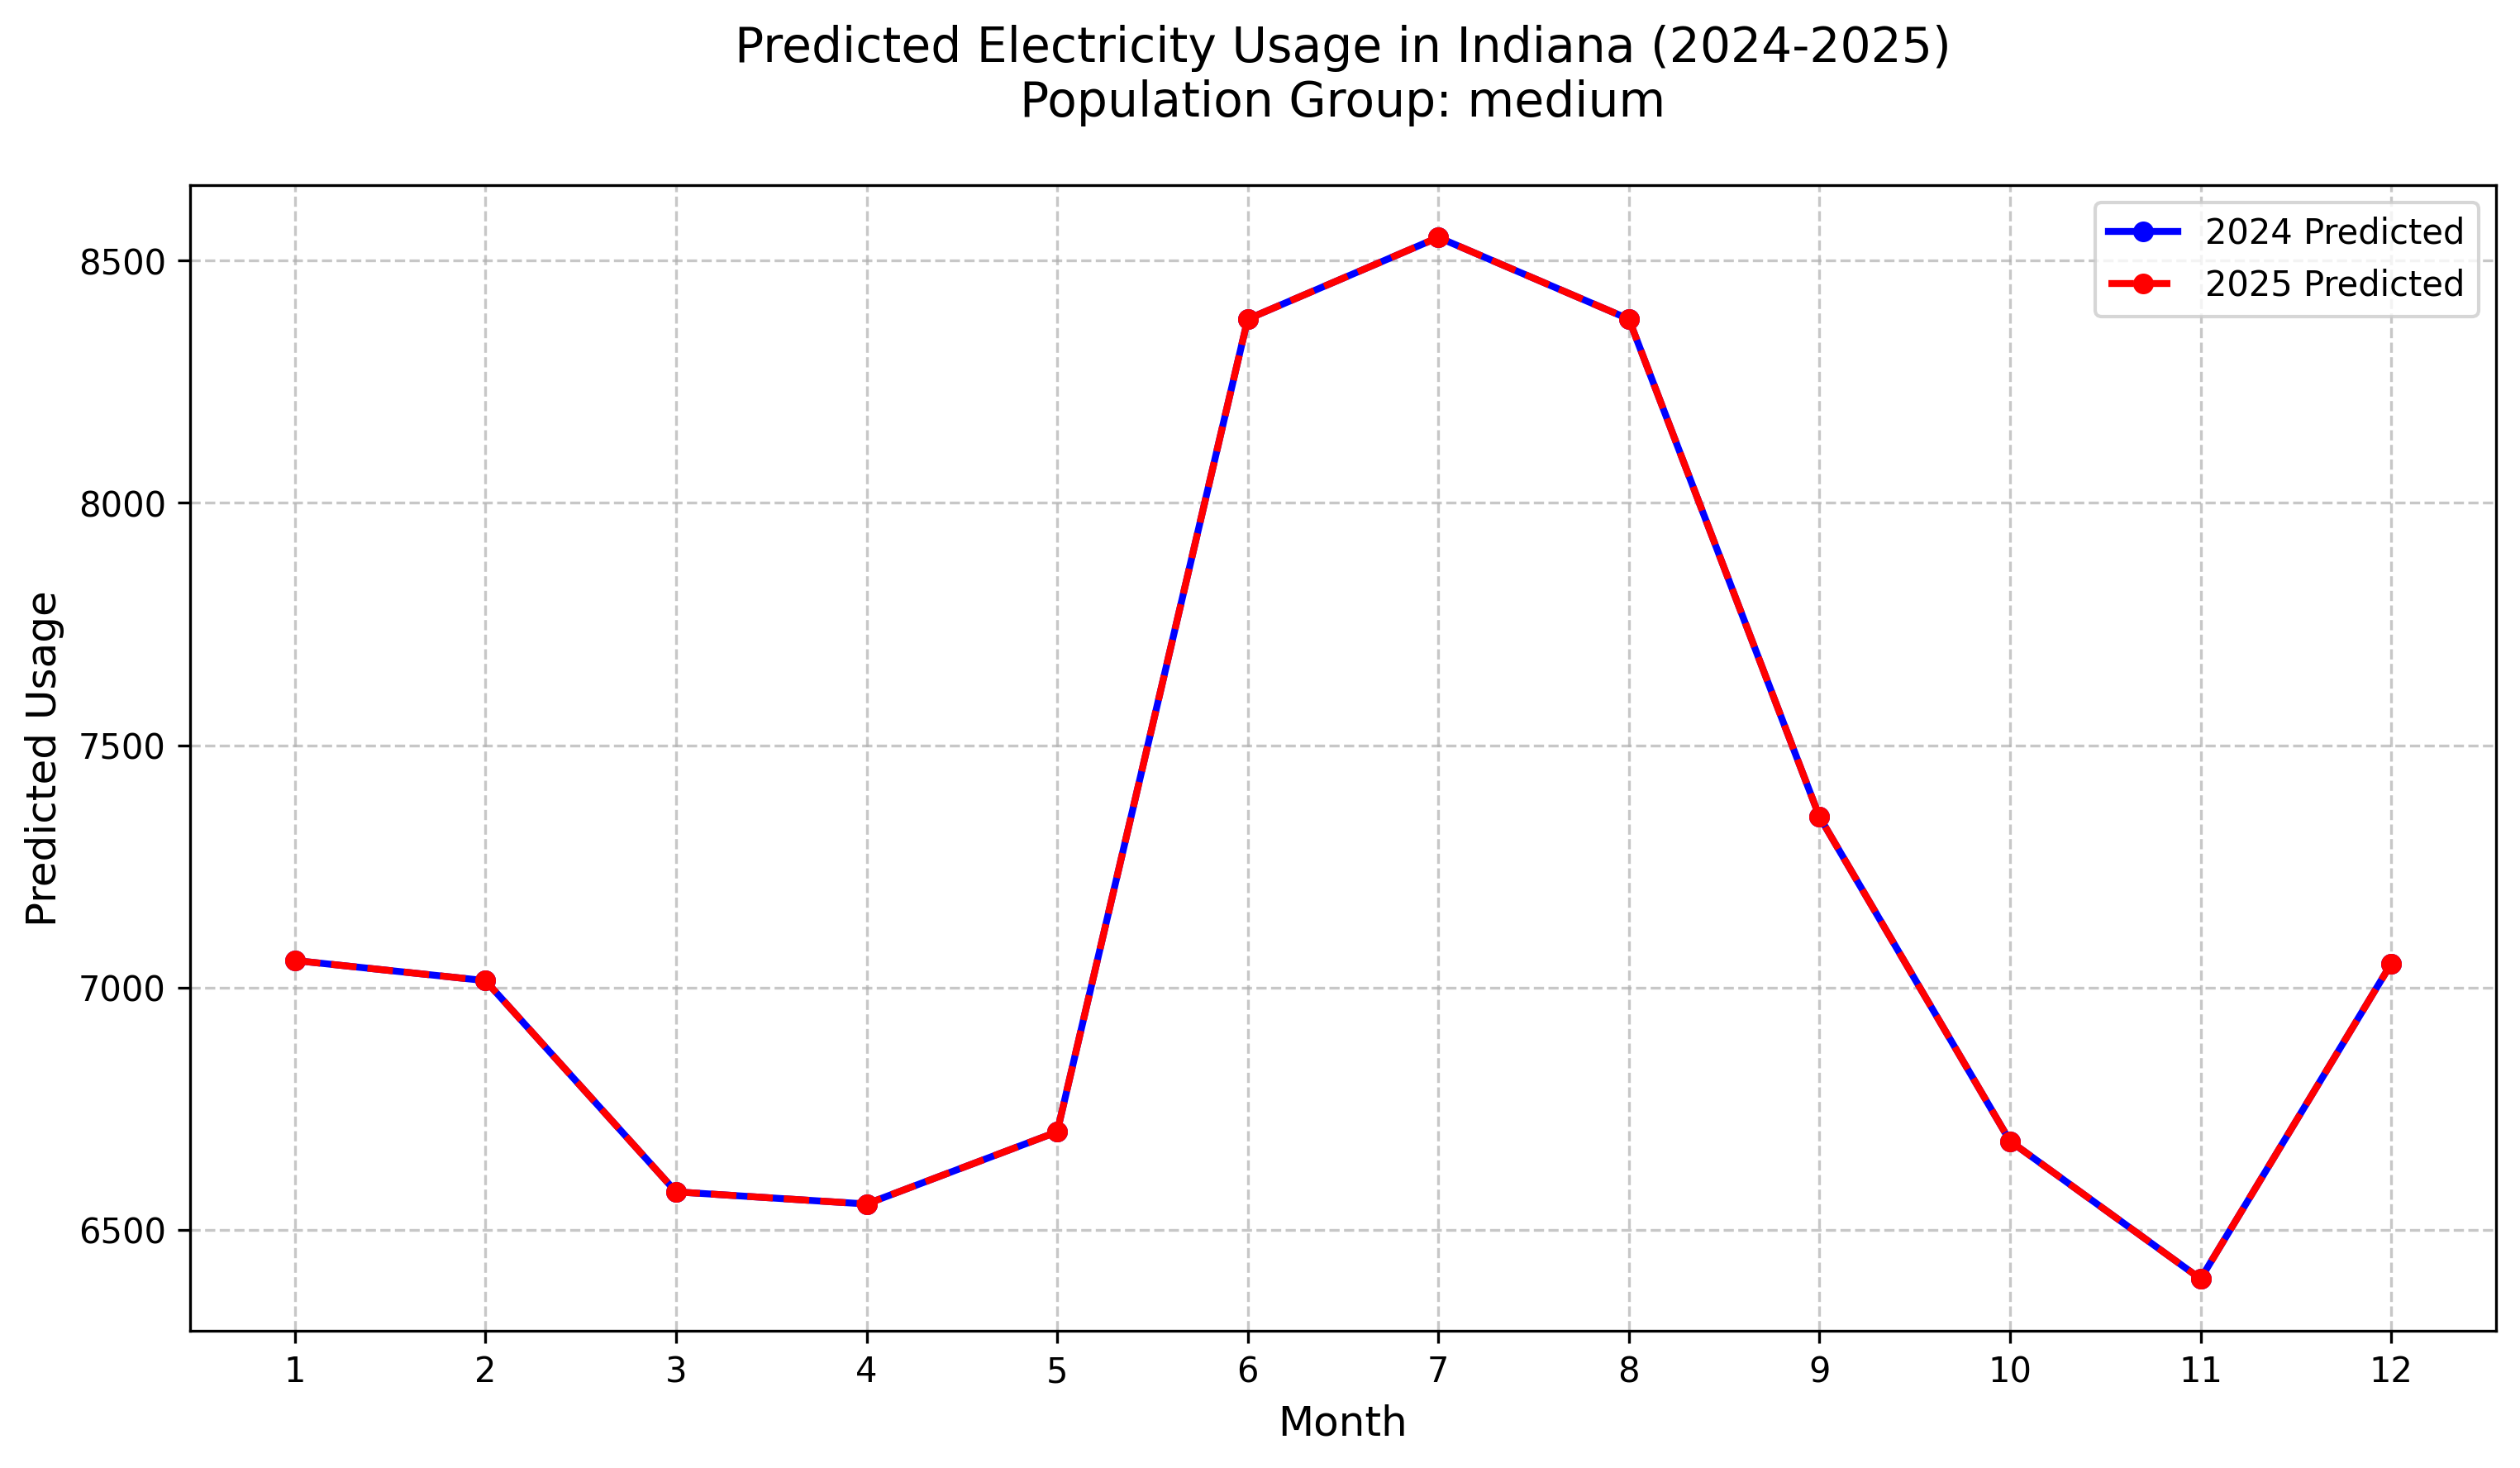 Predicted Electricity Usage in Indiana (2024-2025)
Population Group: medium
2024 Predicted
2025 Predicted
8500
8000
7500
7000
6500
Predicted Usage
1 2 3 4 5 6 7 8 9 10 11 12
Month